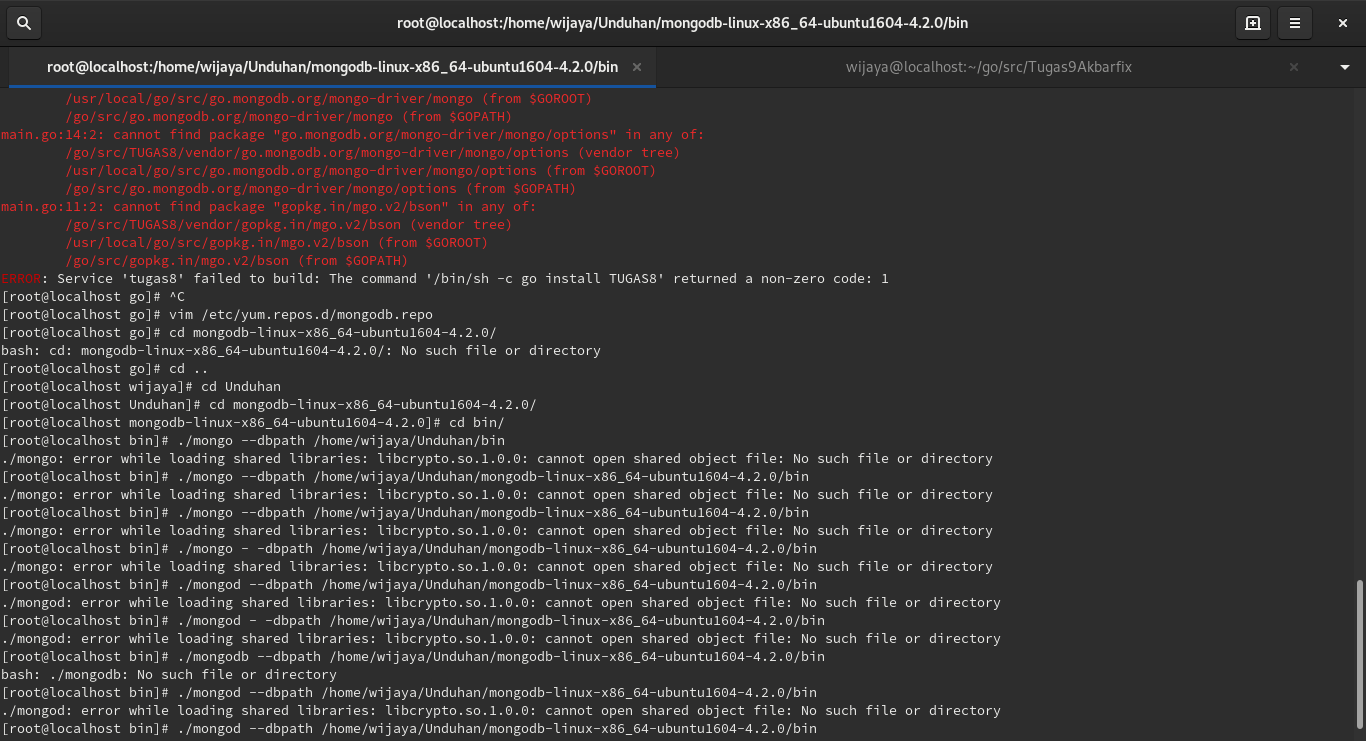 root@localhost:/home/wijaya/Unduhan/mongodb-linux-x86_64-ubuntu1604-4.2.0/bin
root@localhost:/home/wijaya/Unduhan/mongodb-linux-x86_64-ubuntu1604-4.2.0/bin
wijaya@localhost:~/go/src/Tugas9Akbarfix
/usr/local/go/src/go.mongodb.org/mongo-driver/mongo (from $GOROOT)
/go/src/go.mongodb.org/mongo-driver/mongo (from $GOPATH)
main.go:14:2: cannot find package "go.mongodb.org/mongo-driver/mongo/options" in any of:
/go/src/TUGAS8/vendor/go.mongodb.org/mongo-driver/mongo/options (vendor tree)
/usr/local/go/src/go.mongodb.org/mongo-driver/mongo/options (from $GOROOT)
/go/src/go.mongodb.org/mongo-driver/mongo/options (from $GOPATH)
main.go:11:2: cannot find package "gopkg.in/mgo.v2/bson" in any of:
/go/src/TUGAS8/vendor/gopkg.in/mgo.v2/bson (vendor tree)
/usr/local/go/src/gopkg.in/mgo.v2/bson (from $GOROOT)
/go/src/gopkg.in/mgo.v2/bson (from $GOPATH)
ERROR: Service 'tugas8' failed to build: The command '/bin/sh -c go install TUGAS8' returned a non-zero code: 1
[root@localhost go]# ^C
[root@localhost go]# vim /etc/yum.repos.d/mongodb.repo
[root@localhost go]# cd mongodb-linux-x86_64-ubuntu1604-4.2.0/
bash: cd: mongodb-linux-x86_64-ubuntu1604-4.2.0/: No such file or directory
[root@localhost go]# cd ..
[root@localhost wijaya]# cd Unduhan
[root@localhost Unduhan]# cd mongodb-linux-x86_64-ubuntu1604-4.2.0/
[root@localhost mongodb-linux-x86_64-ubuntu1604-4.2.0]# cd bin/
[root@localhost bin]# ./mongo --dbpath /home/wijaya/Unduhan/bin
./mongo: error while loading shared libraries: libcrypto.so.1.0.0: cannot open shared object file: No such file or directory
[root@localhost bin]# ./mongo --dbpath /home/wijaya/Unduhan/mongodb-linux-x86_64-ubuntu1604-4.2.0/bin
./mongo: error while loading shared libraries: libcrypto.so.1.0.0: cannot open shared object file: No such file or directory
[root@localhost bin]# ./mongo --dbpath /home/wijaya/Unduhan/mongodb-linux-x86_64-ubuntu1604-4.2.0/bin
./mongo: error while loading shared libraries: libcrypto.so.1.0.0: cannot open shared object file: No such file or directory
[root@localhost bin]# ./mongo - -dbpath /home/wijaya/Unduhan/mongodb-linux-x86_64-ubuntu1604-4.2.0/bin
./mongo: error while loading shared libraries: libcrypto.so.1.0.0: cannot open shared object file: No such file or directory
[root@localhost bin]# ./mongod --dbpath /home/wijaya/Unduhan/mongodb-linux-x86_64-ubuntu1604-4.2.0/bin
./mongod: error while loading shared libraries: libcrypto.so.1.0.0: cannot open shared object file: No such file or directory
[root@localhost bin]# ./mongod - -dbpath /home/wijaya/Unduhan/mongodb-linux-x86_64-ubuntu1604-4.2.0/bin
./mongod: error while loading shared libraries: libcrypto.so.1.0.0: cannot open shared object file: No such file or directory
[root@localhost bin]# ./mongodb --dbpath /home/wijaya/Unduhan/mongodb-linux-x86_64-ubuntu1604-4.2.0/bin
bash: ./mongodb: No such file or directory
[root@localhost bin]# ./mongod --dbpath /home/wijaya/Unduhan/mongodb-linux-x86_64-ubuntu1604-4.2.0/bin
./mongod: error while loading shared libraries: libcrypto.so.1.0.0: cannot open shared object file: No such file or directory
[root@localhost bin]# ./mongod --dbpath /home/wijaya/Unduhan/mongodb-linux-x86_64-ubuntu1604-4.2.0/bin